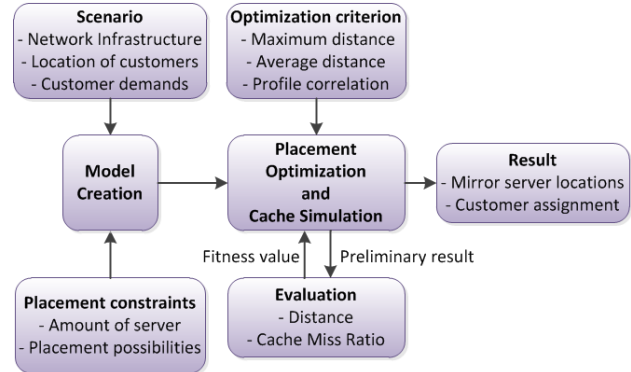 Scenario
- Network Infrastructure
- Location of customers
- Customer demands
Optimization criterion
- Maximum distance
- Average distance
- Profile correlation
Model
Creation
Placement
Optimization
and
Cache Simulation
Result
- Mirror server locations
- Customer assignment
Fitness value
Preliminary result
Placement constraints
- Amount of server
- Placement possibilities
Evaluation
- Distance
- Cache Miss Ratio